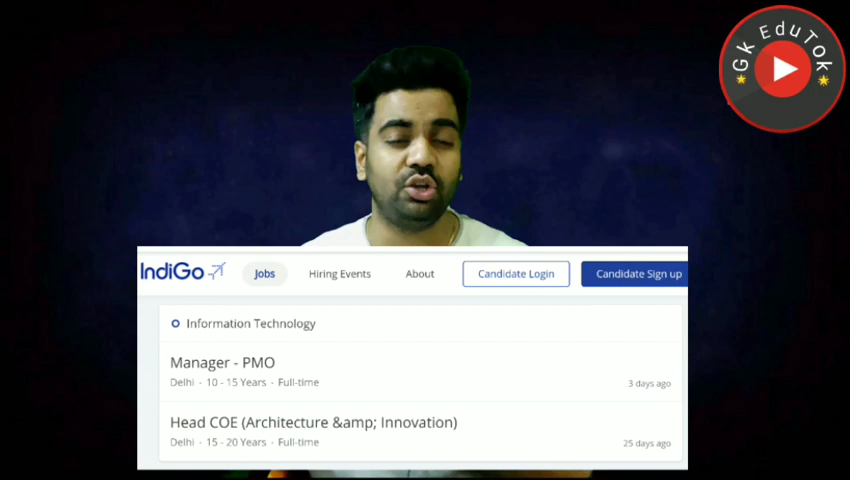 Gk EduTok
IndiGo Jobs Hiring Events About Candidate Login Candidate Sign up
Information Technology
Manager - PMO
Delhi · 10 - 15 Years · Full-time 3 days ago
Head COE (Architecture &amp; Innovation)
Delhi · 15 - 20 Years · Full-time 25 days ago